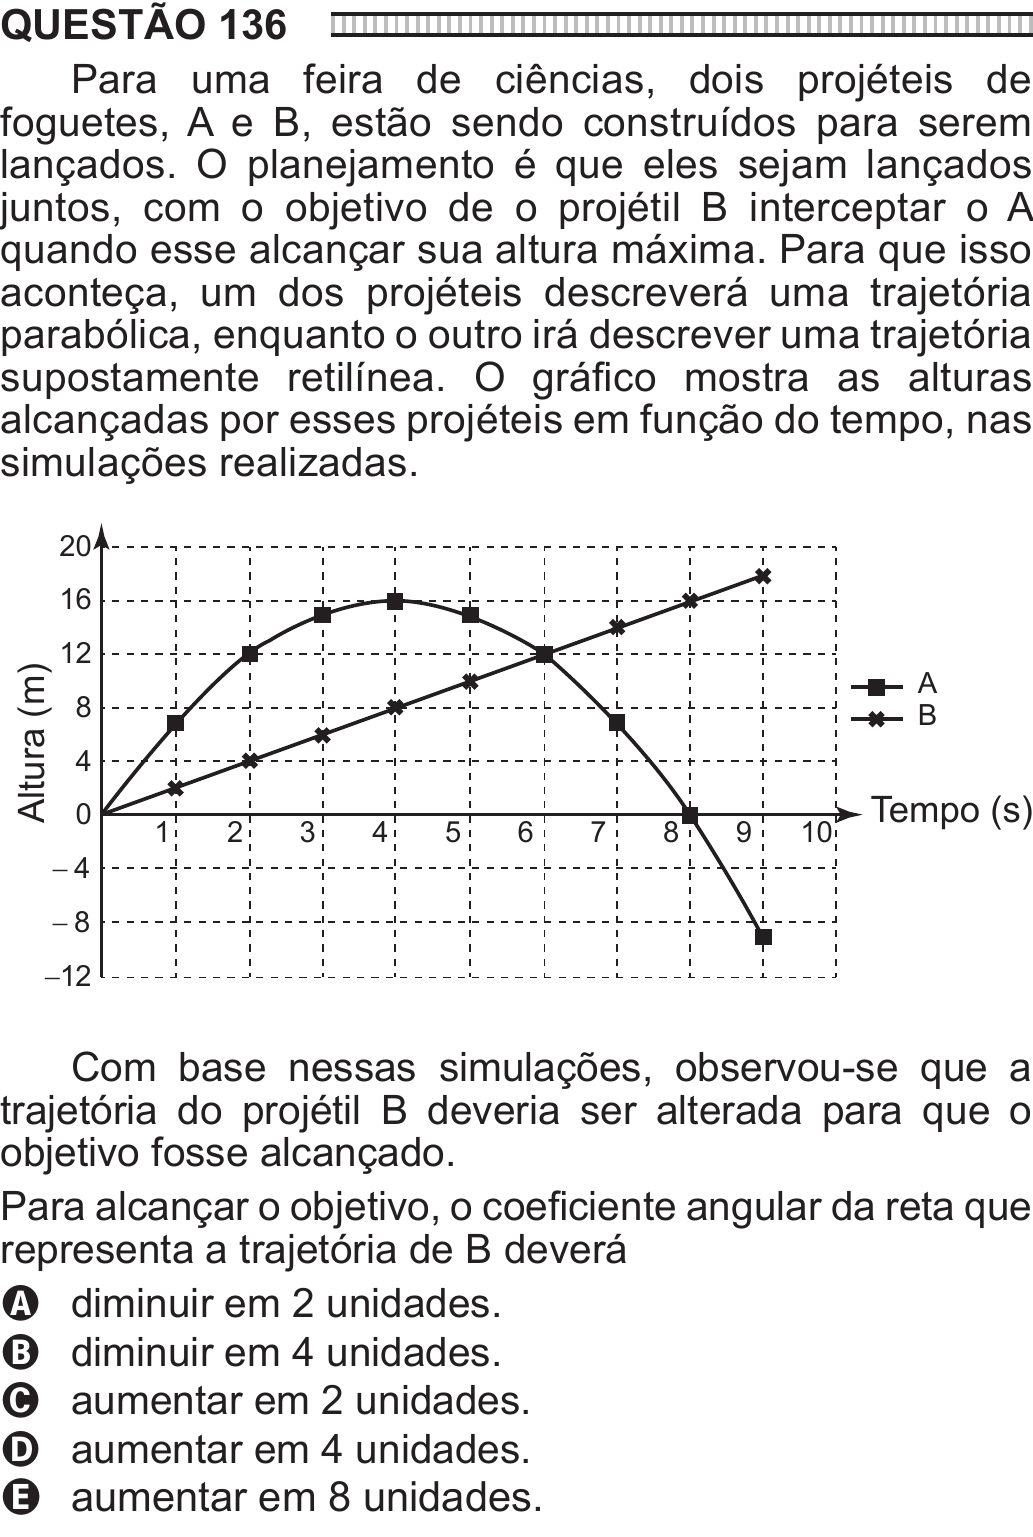 QUESTÃO 136
Para uma feira de ciências, dois projéteis de
foguetes, A e B, estão sendo construídos para serem
lançados. O planejamento é que eles sejam lançados
juntos, com o objetivo de o projétil B interceptar o A
quando esse alcançar sua altura máxima. Para que isso
aconteça, um dos projéteis descreverá uma trajetória
parabólica, enquanto o outro irá descrever uma trajetória
supostamente retilínea. O gráfico mostra as alturas
alcançadas por esses projéteis em função do tempo, nas
simulações realizadas.
20
16
12
8
4
0
– 4
– 8
–12
Altura (m)
1 2 3 4 5 6 7 8 9 10
Tempo (s)
A
B
Com base nessas simulações, observou-se que a
trajetória do projétil B deveria ser alterada para que o
objetivo fosse alcançado.
Para alcançar o objetivo, o coeficiente angular da reta que
representa a trajetória de B deverá
A diminuir em 2 unidades.
B diminuir em 4 unidades.
C aumentar em 2 unidades.
D aumentar em 4 unidades.
E aumentar em 8 unidades.